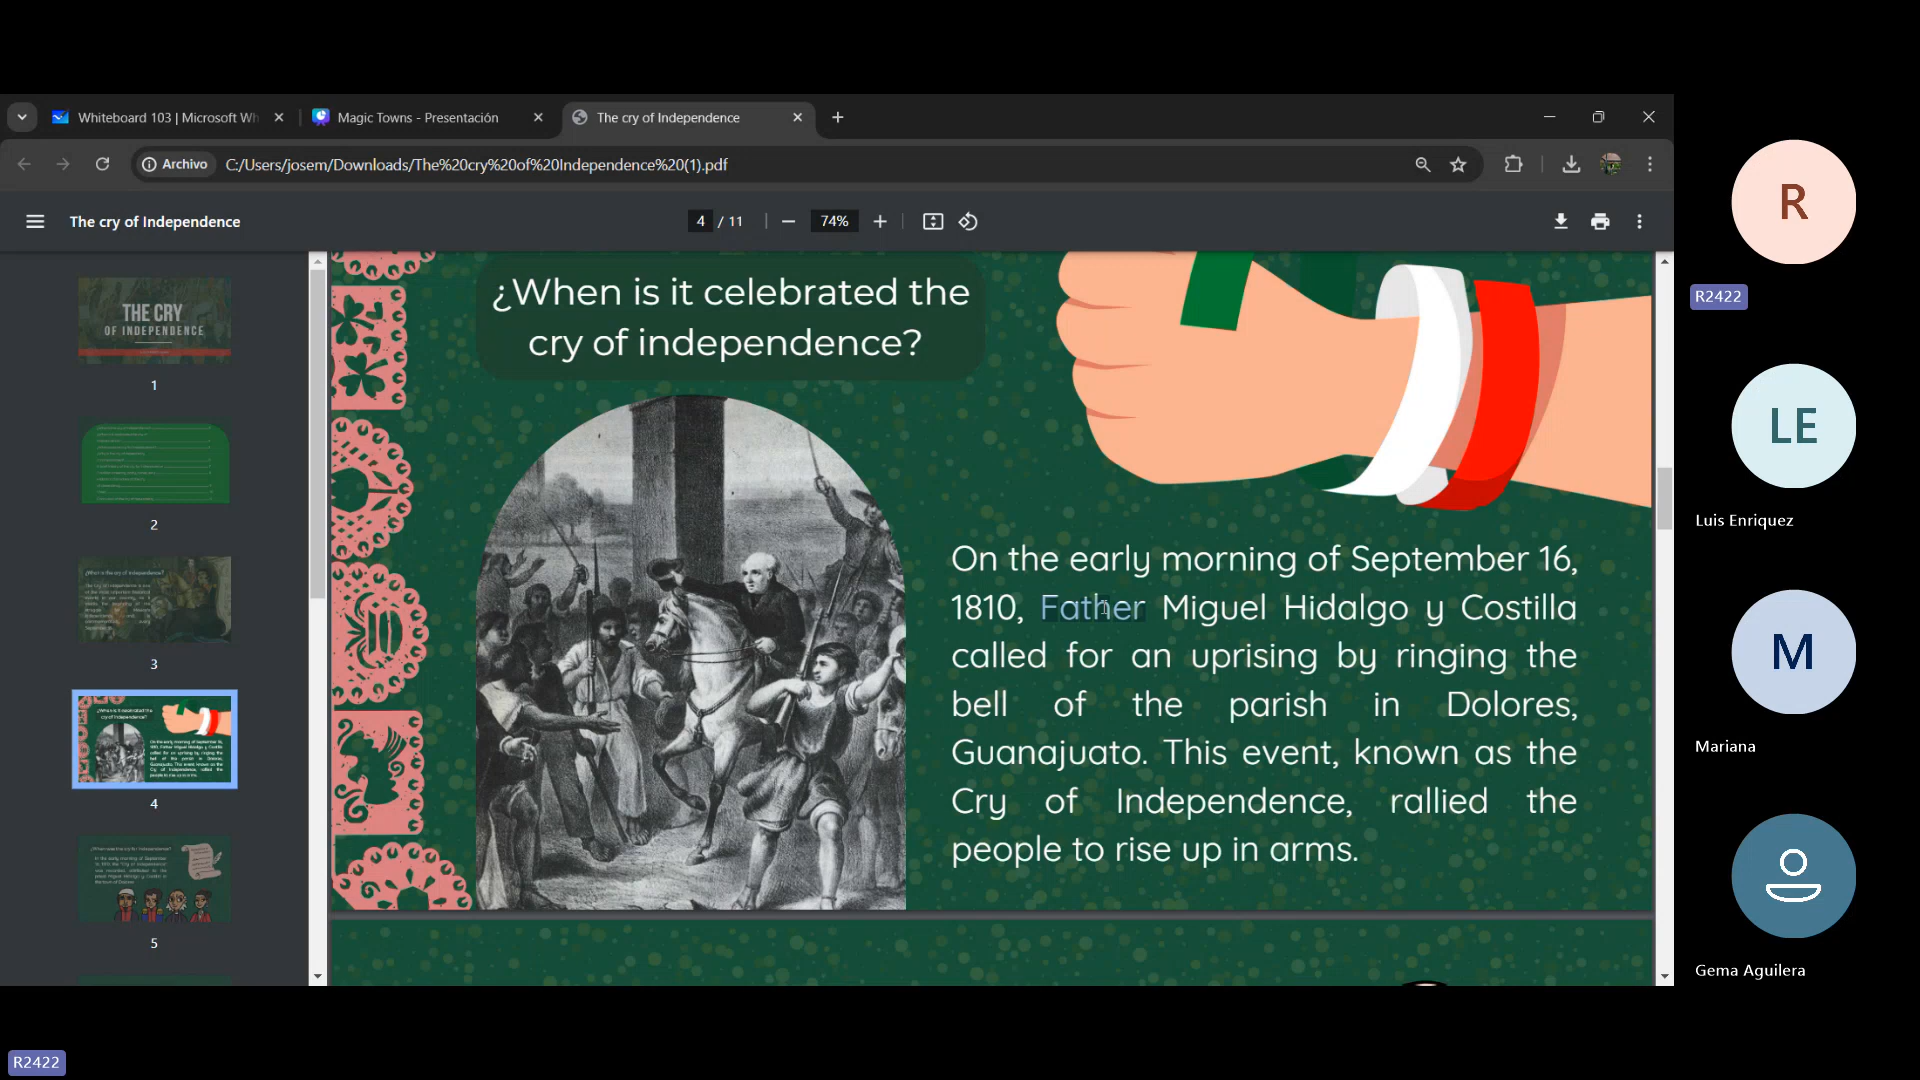 Whiteboard 103 | Microsoft Wh
Magic Towns - Presentación
The cry of Independence
Archivo
C:/Users/josem/Downloads/The%20cry%20of%20Independence%20(1).pdf
The cry of Independence
4 / 11
74%
THE CRY
OF INDEPENDENCE
1
2
3
4
5
¿When is it celebrated the
cry of independence?
On the early morning of September 16,
1810, Father Miguel Hidalgo y Costilla
called for an uprising by ringing the
bell of the parish in Dolores,
Guanajuato. This event, known as the
Cry of Independence, rallied the
people to rise up in arms.
R
R2422
LE
Luis Enriquez
M
Mariana
Gema Aguilera
R2422